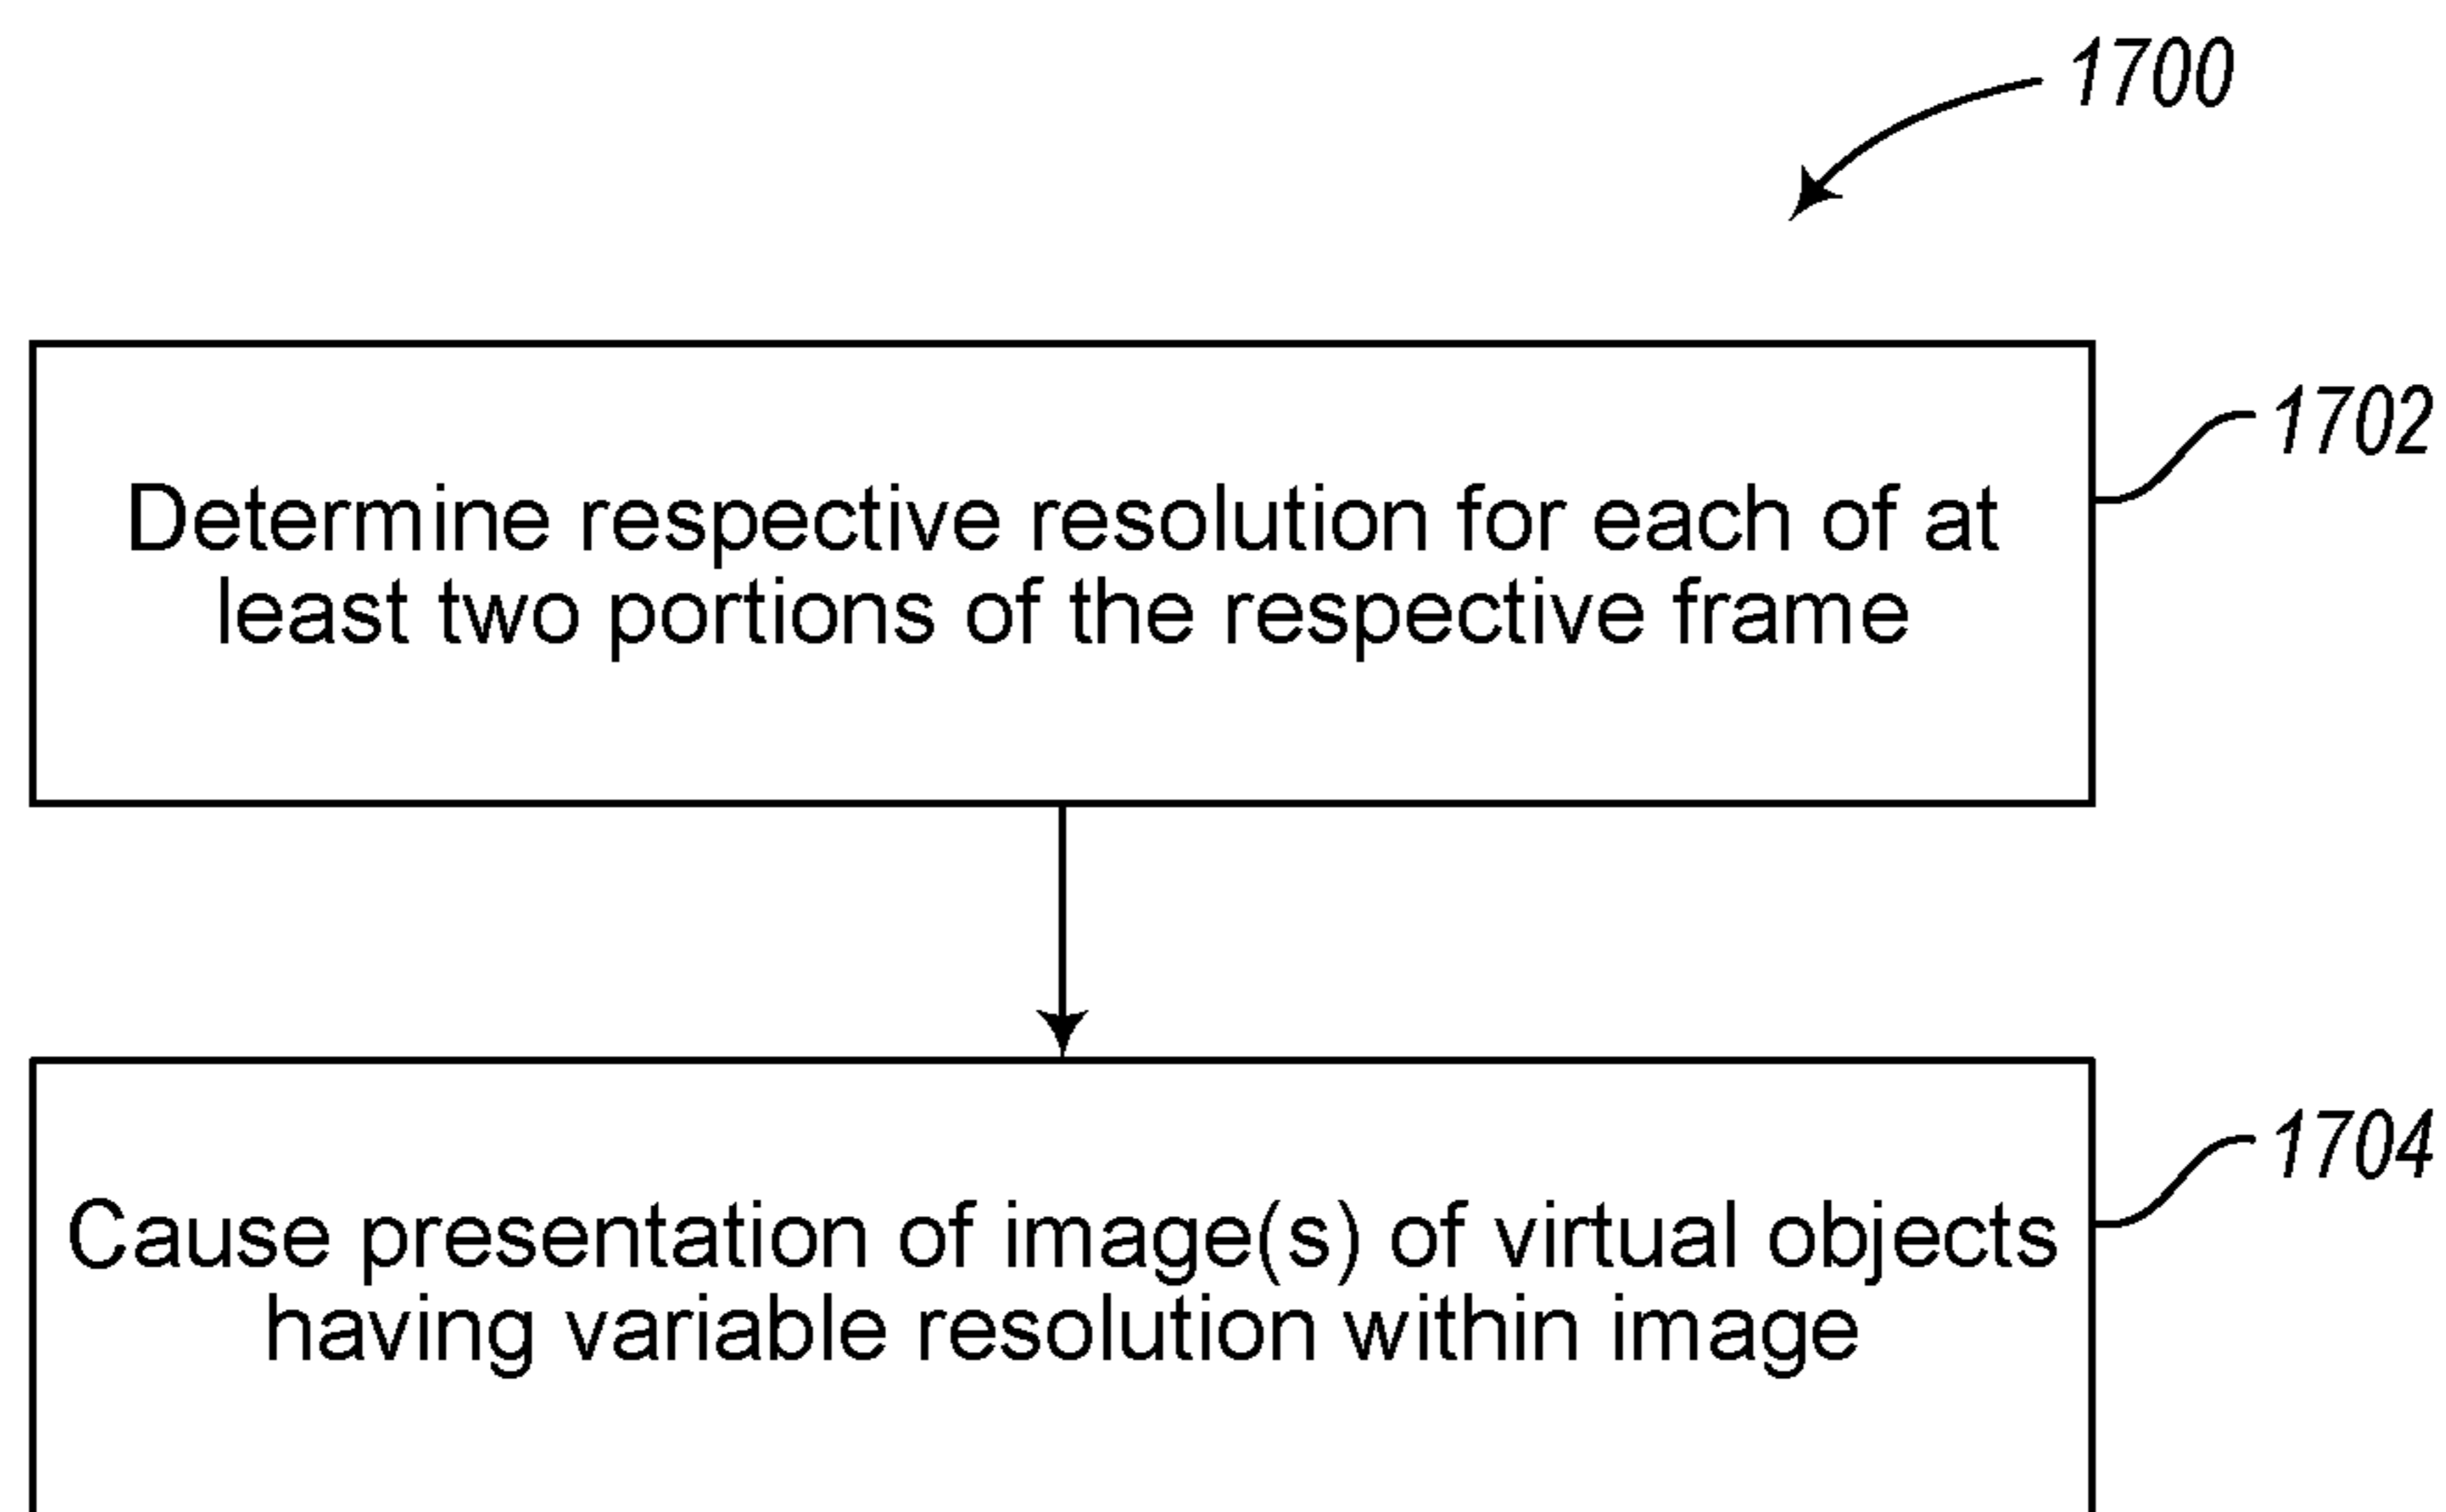 1700
1702
Determine respective resolution for each of at
least two portions of the respective frame
1704
Cause presentation of image(s) of virtual objects
having variable resolution within image